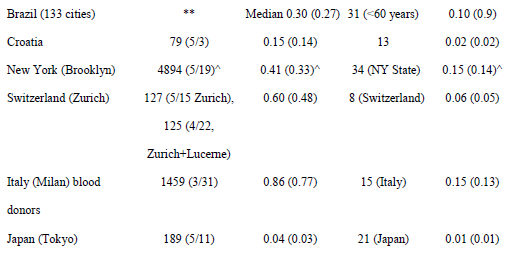 Brazil (133 cities) ** Median 0.30 (0.27) 31 (<60 years) 0.10 (0.9)
Croatia 79 (5/3) 0.15 (0.14) 13 0.02 (0.02)
New York (Brooklyn) 4894 (5/19)^ 0.41 (0.33)^ 34 (NY State) 0.15 (0.14)^
Switzerland (Zurich) 127 (5/15 Zurich), 0.60 (0.48) 8 (Switzerland) 0.06 (0.05)
125 (4/22,
Zurich+Lucerne)
Italy (Milan) blood 1459 (3/31) 0.86 (0.77) 15 (Italy) 0.15 (0.13)
donors
Japan (Tokyo) 189 (5/11) 0.04 (0.03) 21 (Japan) 0.01 (0.01)